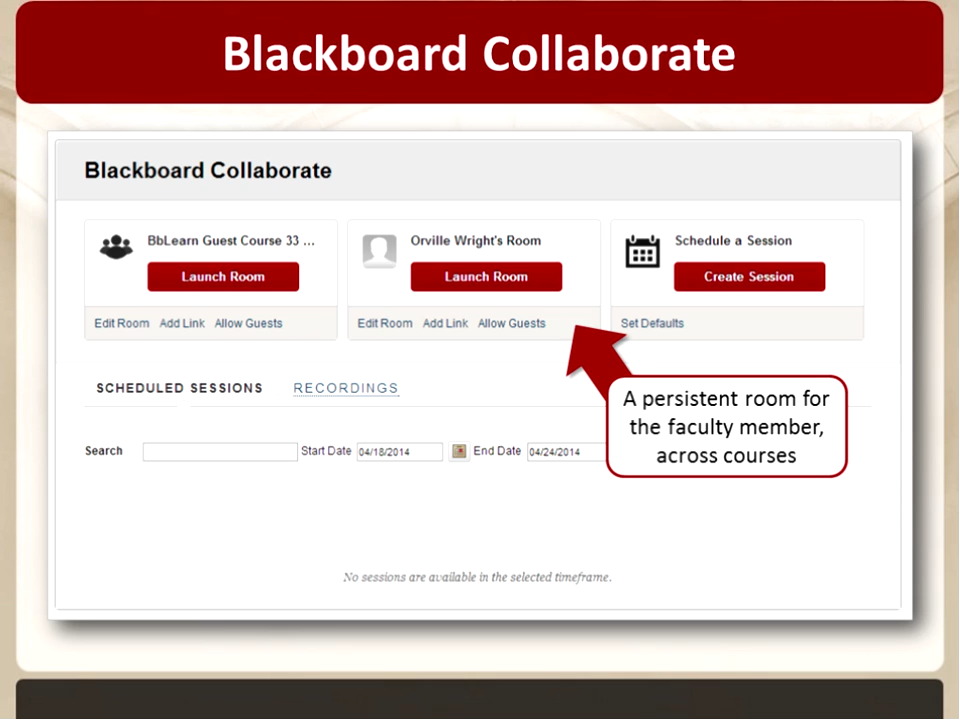 Blackboard Collaborate
Blackboard Collaborate
BbLearn Guest Course 33 ...
Launch Room
Edit Room Add Link Allow Guests
Orville Wright's Room
Launch Room
Edit Room Add Link Allow Guests
Schedule a Session
Create Session
Set Defaults
A persistent room for
the faculty member,
across courses
SCHEDULED SESSIONS RECORDINGS
Search Start Date 04/18/2014 End Date 04/24/2014
No sessions are available in the selected timeframe.